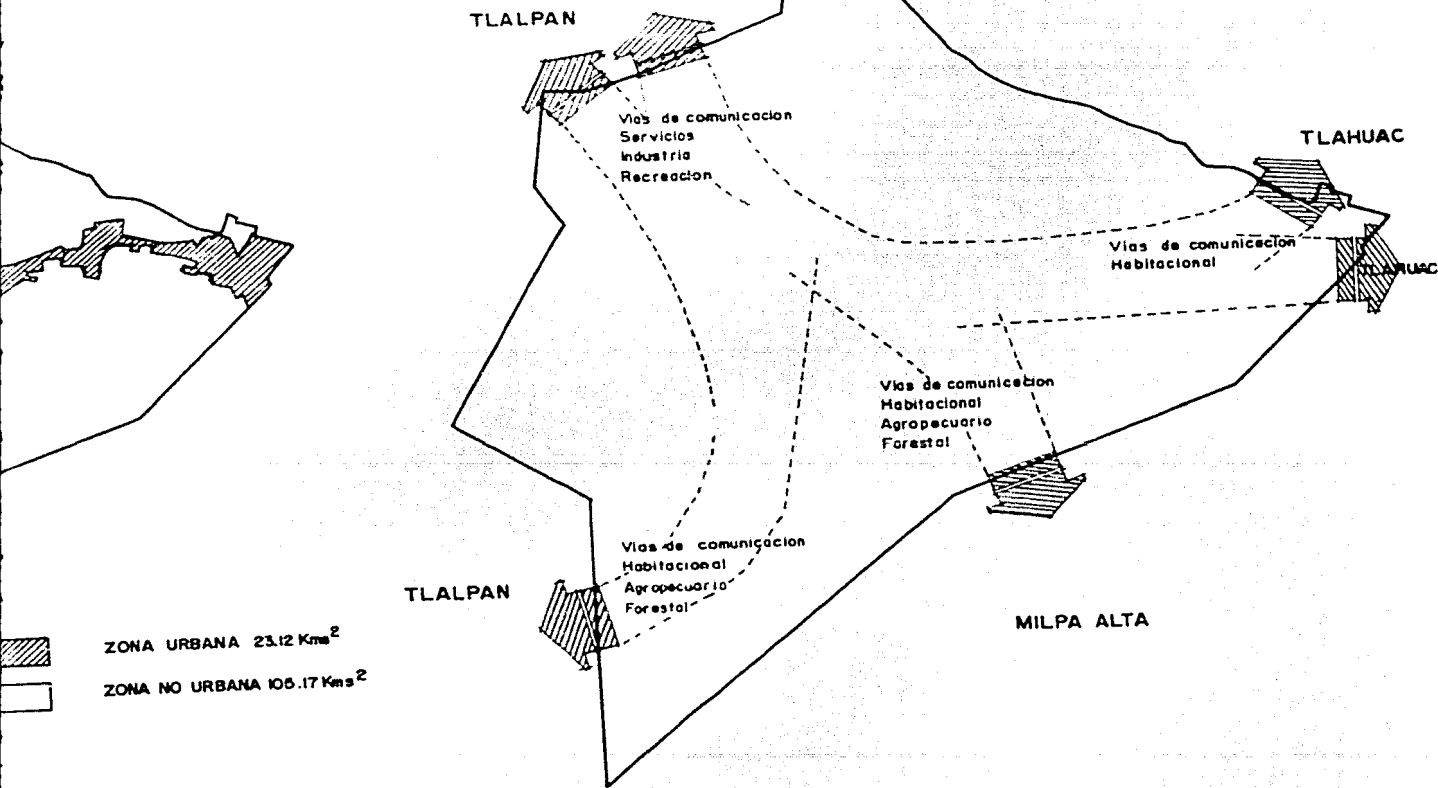 TLALPAN
Vias de comunicacion
Servicios
Industria
Recreacion
TLAHUAC
Vias de comunicacion
Habitacional
TLAHUAC
Vias de comunicacion
Habitacional
Agropecuario
Forestal
Vias de comunicacion
Habitacional
Agropecuario
Forestal
TLALPAN
MILPA ALTA
ZONA URBANA 23.12 Kms²
ZONA NO URBANA 105.17 Kms²